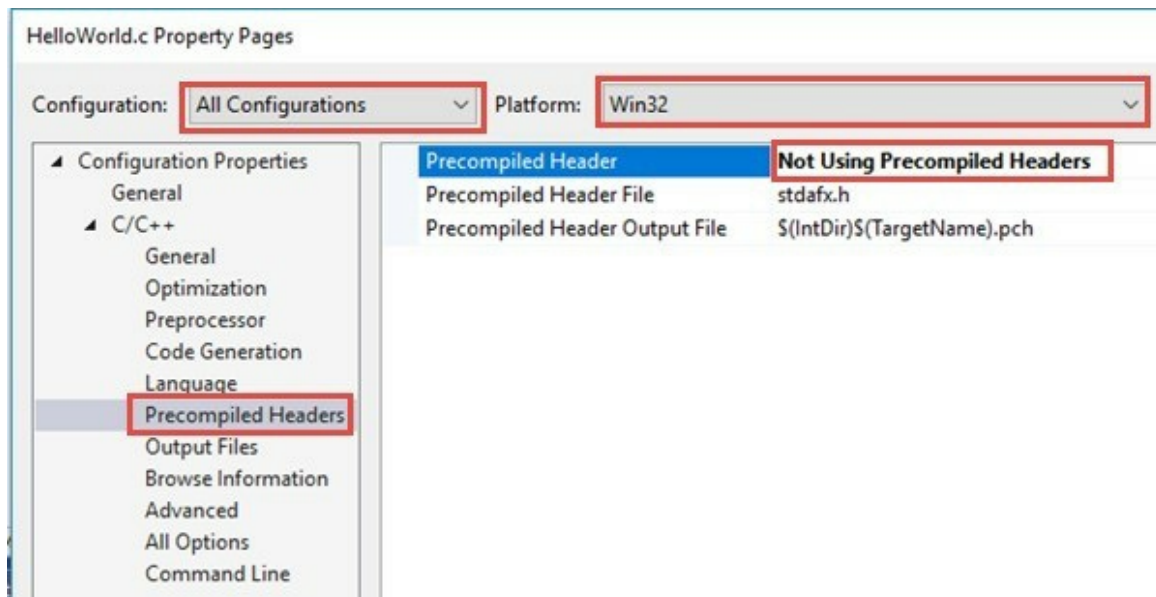 HelloWorld.c Property Pages
Configuration: All Configurations Platform: Win32
Configuration Properties
General
C/C++
General
Optimization
Preprocessor
Code Generation
Language
Precompiled Headers
Output Files
Browse Information
Advanced
All Options
Command Line
Precompiled Header Not Using Precompiled Headers
Precompiled Header File stdafx.h
Precompiled Header Output File $(IntDir)$(TargetName).pch